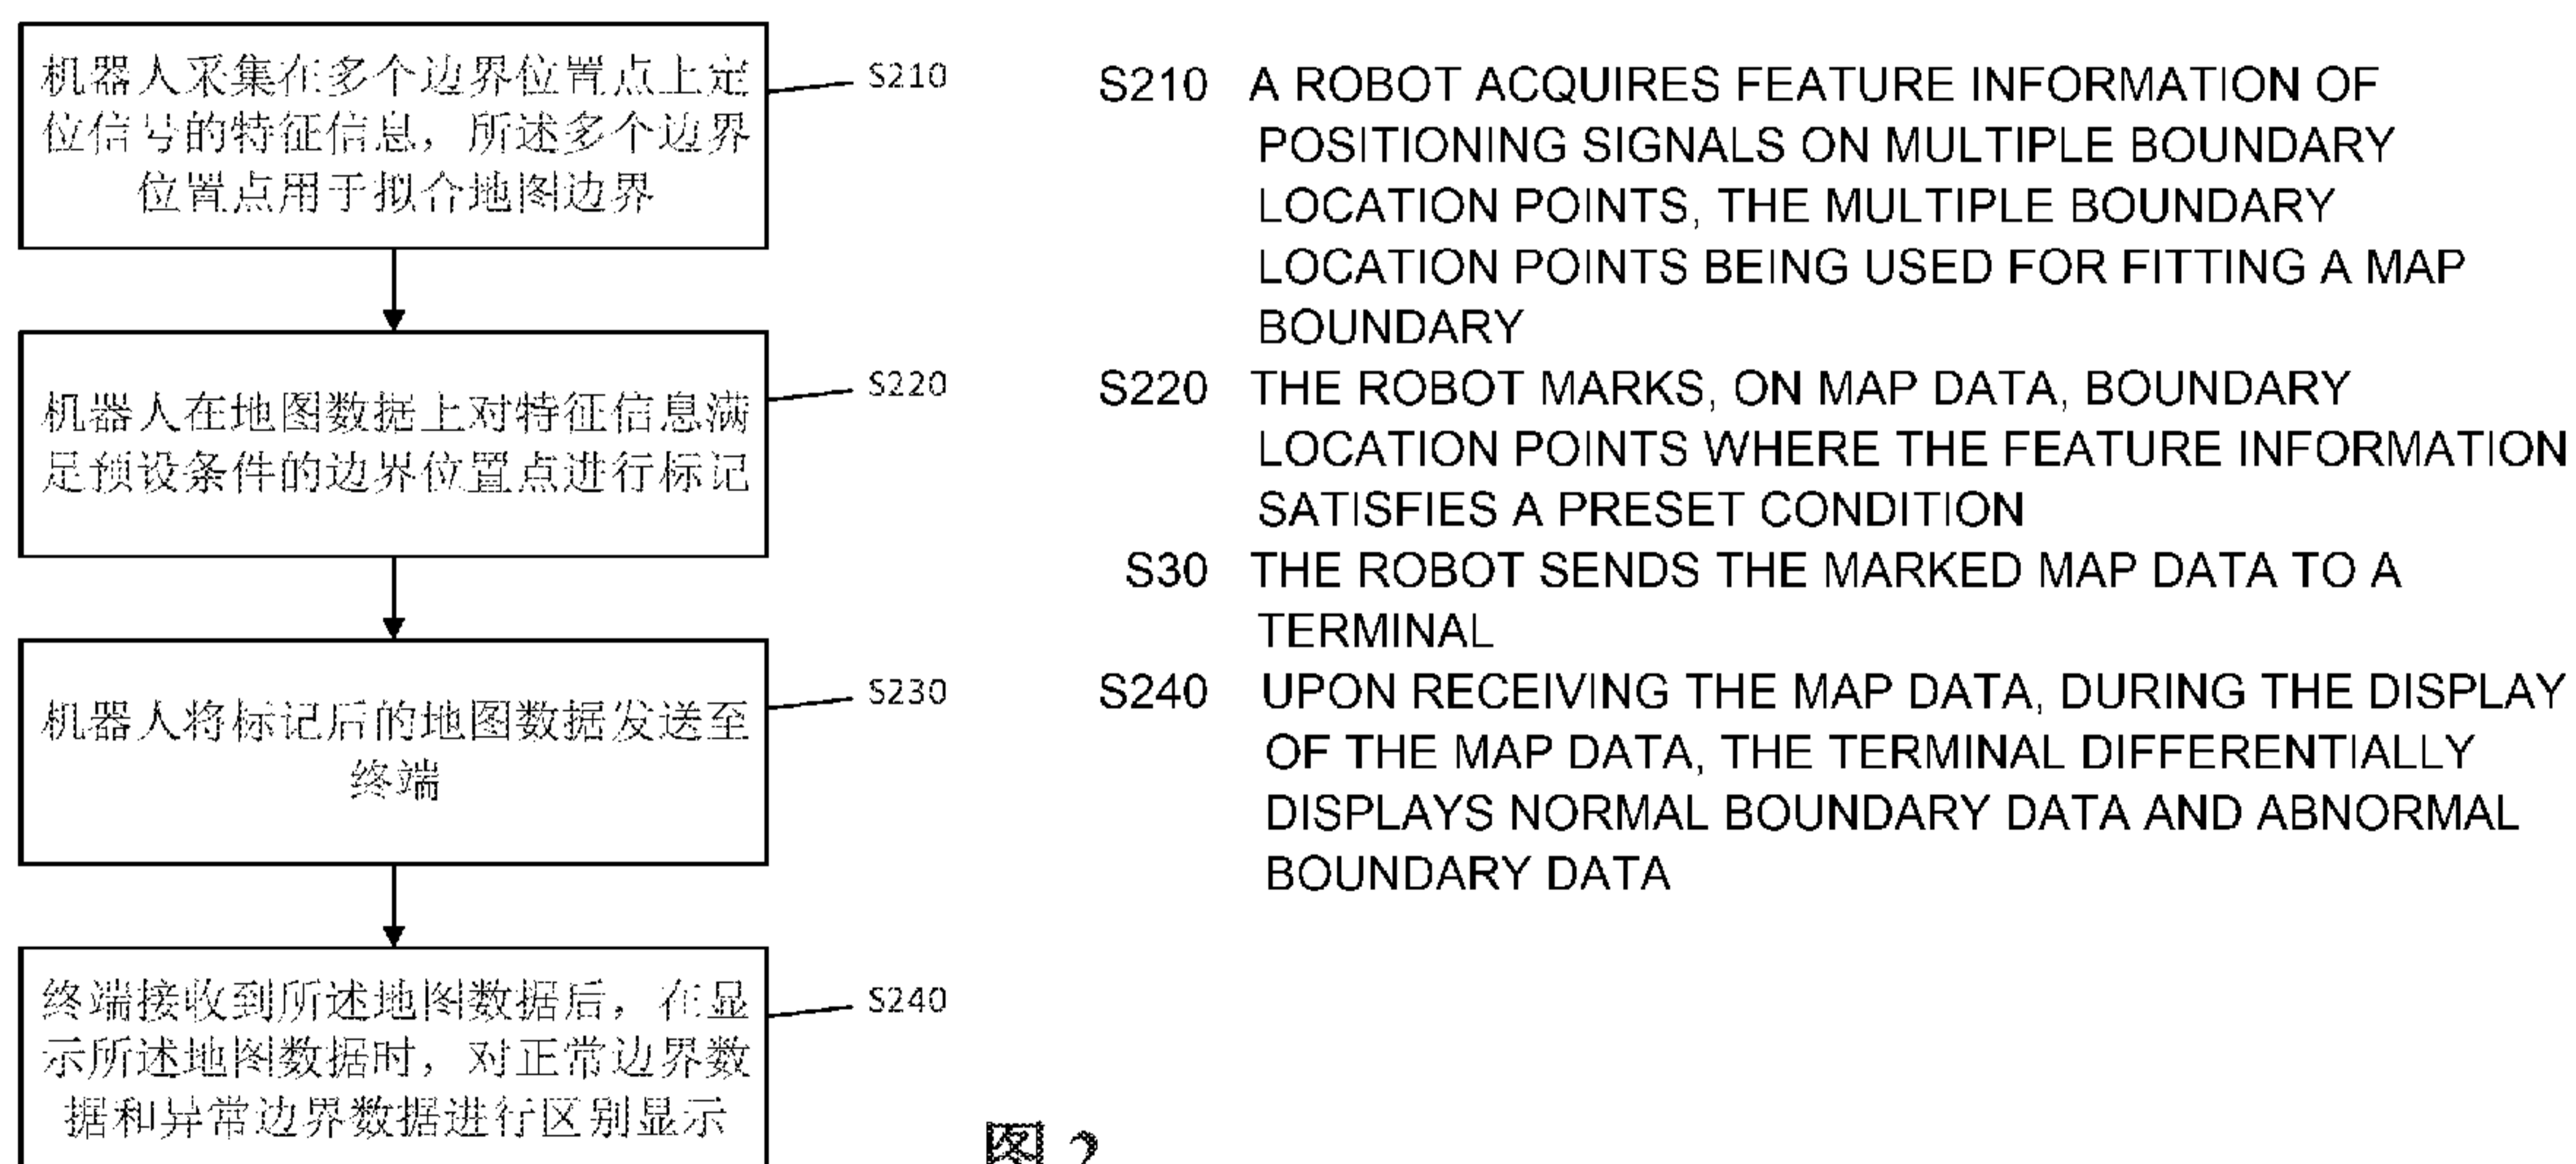 机器人采集在多个边界位置点上定
位信号的特征信息，所述多个边界
位置点用于拟合地图边界
S210
机器人在地图数据上对特征信息满
足预设条件的边界位置点进行标记
S220
机器人将标记后的地图数据发送至
终端
S230
终端接收到所述地图数据后，在显
示所述地图数据时，对正常边界数
据和异常边界数据进行区别显示
S240
S210 A ROBOT ACQUIRES FEATURE INFORMATION OF
POSITIONING SIGNALS ON MULTIPLE BOUNDARY
LOCATION POINTS, THE MULTIPLE BOUNDARY
LOCATION POINTS BEING USED FOR FITTING A MAP
BOUNDARY
S220 THE ROBOT MARKS, ON MAP DATA, BOUNDARY
LOCATION POINTS WHERE THE FEATURE INFORMATION
SATISFIES A PRESET CONDITION
S30 THE ROBOT SENDS THE MARKED MAP DATA TO A
TERMINAL
S240 UPON RECEIVING THE MAP DATA, DURING THE DISPLAY
OF THE MAP DATA, THE TERMINAL DIFFERENTIALLY
DISPLAYS NORMAL BOUNDARY DATA AND ABNORMAL
BOUNDARY DATA
图 2